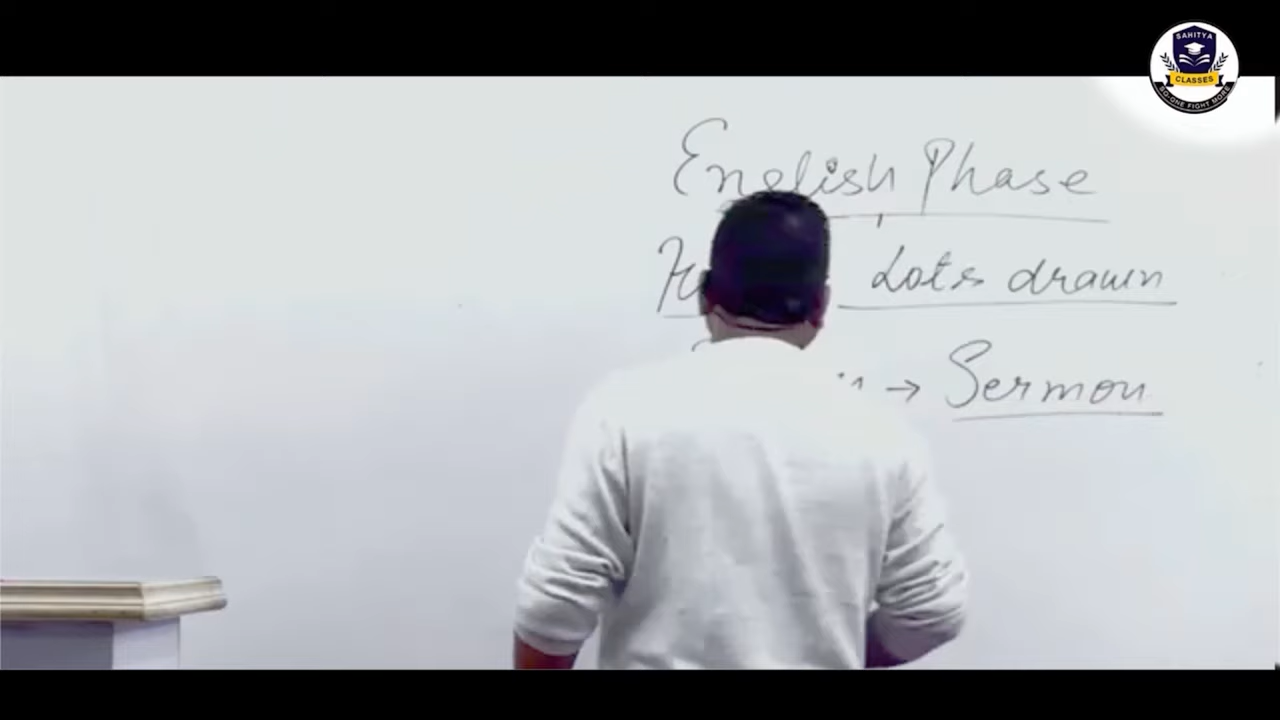 SAHITYA
CLASSES
English Phase
Lots drawn
→ Sermon